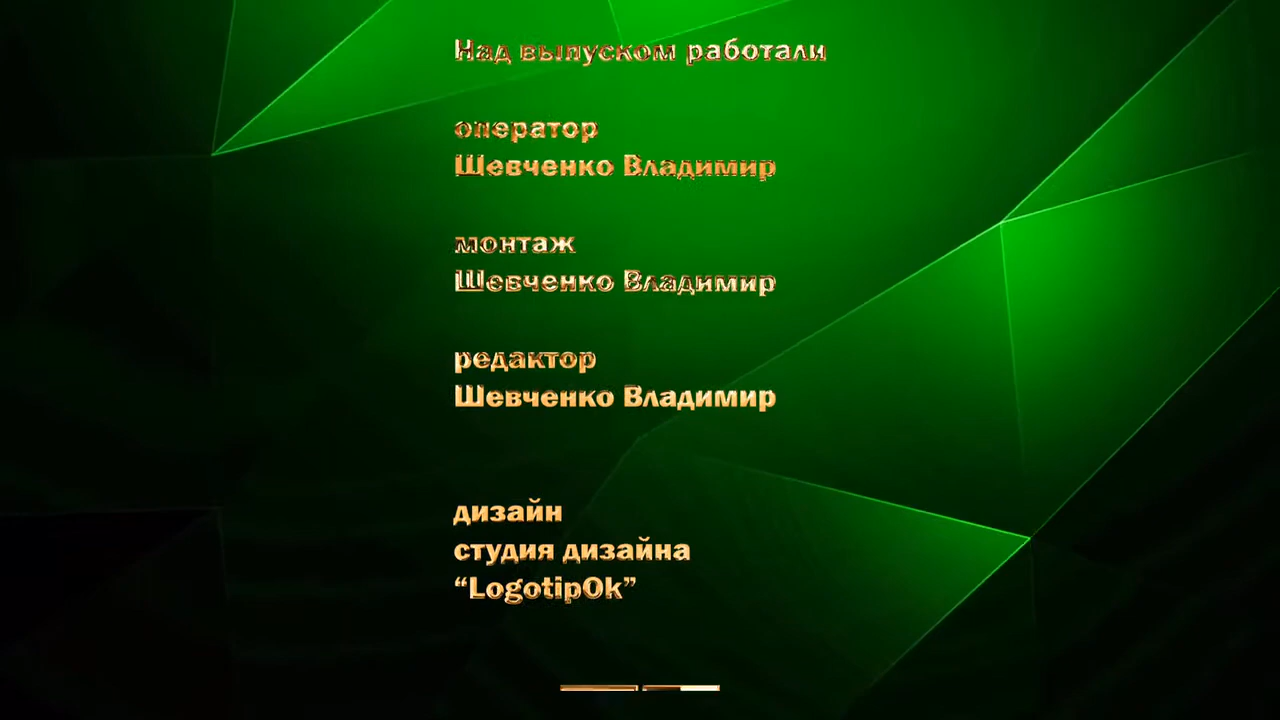 Над выпуском работали
оператор
Шевченко Владимир
монтаж
Шевченко Владимир
редактор
Шевченко Владимир
дизайн
студия дизайна
“LogotipOk”